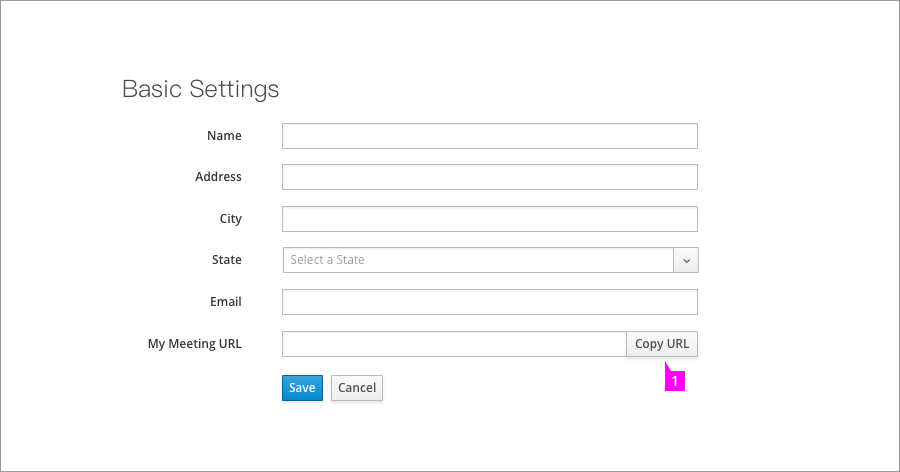 Basic Settings
Name
Address
City
State Select a State
Email
My Meeting URL Copy URL
1
Save Cancel